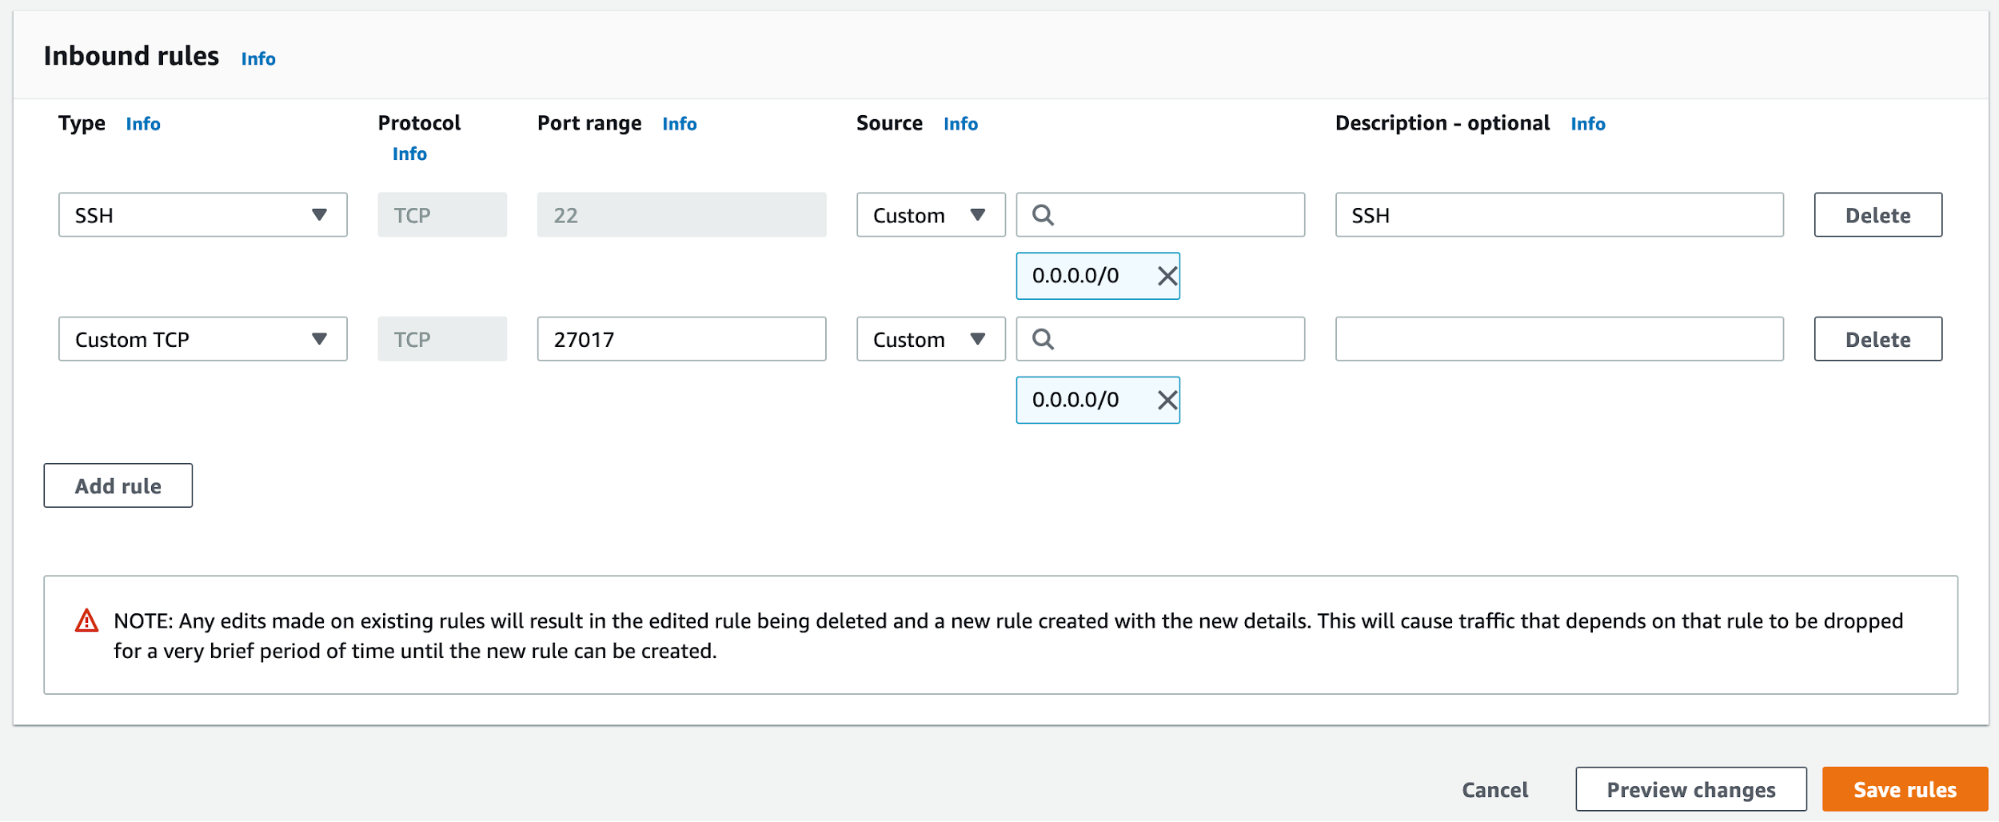 Inbound rules Info
Type Info Protocol Info Port range Info Source Info Description - optional Info
SSH TCP 22 Custom SSH Delete
0.0.0.0/0
Custom TCP TCP 27017 Custom Delete
0.0.0.0/0
Add rule
NOTE: Any edits made on existing rules will result in the edited rule being deleted and a new rule created with the new details. This will cause traffic that depends on that rule to be dropped
for a very brief period of time until the new rule can be created.
Cancel Preview changes Save rules